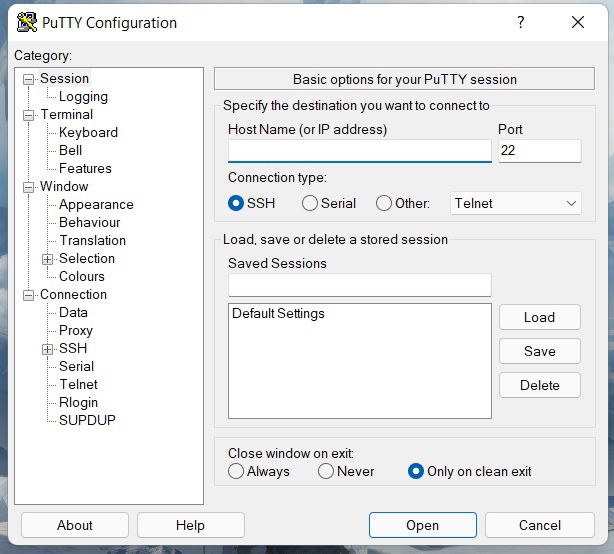 PuTTY Configuration
?
Category:
Session
Logging
Terminal
Keyboard
Bell
Features
Window
Appearance
Behaviour
Translation
Selection
Colours
Connection
Data
Proxy
SSH
Serial
Telnet
Rlogin
SUPDUP
Basic options for your PuTTY session
Specify the destination you want to connect to
Host Name (or IP address) Port
22
Connection type:
SSH Serial Other: Telnet
Load, save or delete a stored session
Saved Sessions
Default Settings
Load
Save
Delete
Close window on exit:
Always Never Only on clean exit
About Help Open Cancel